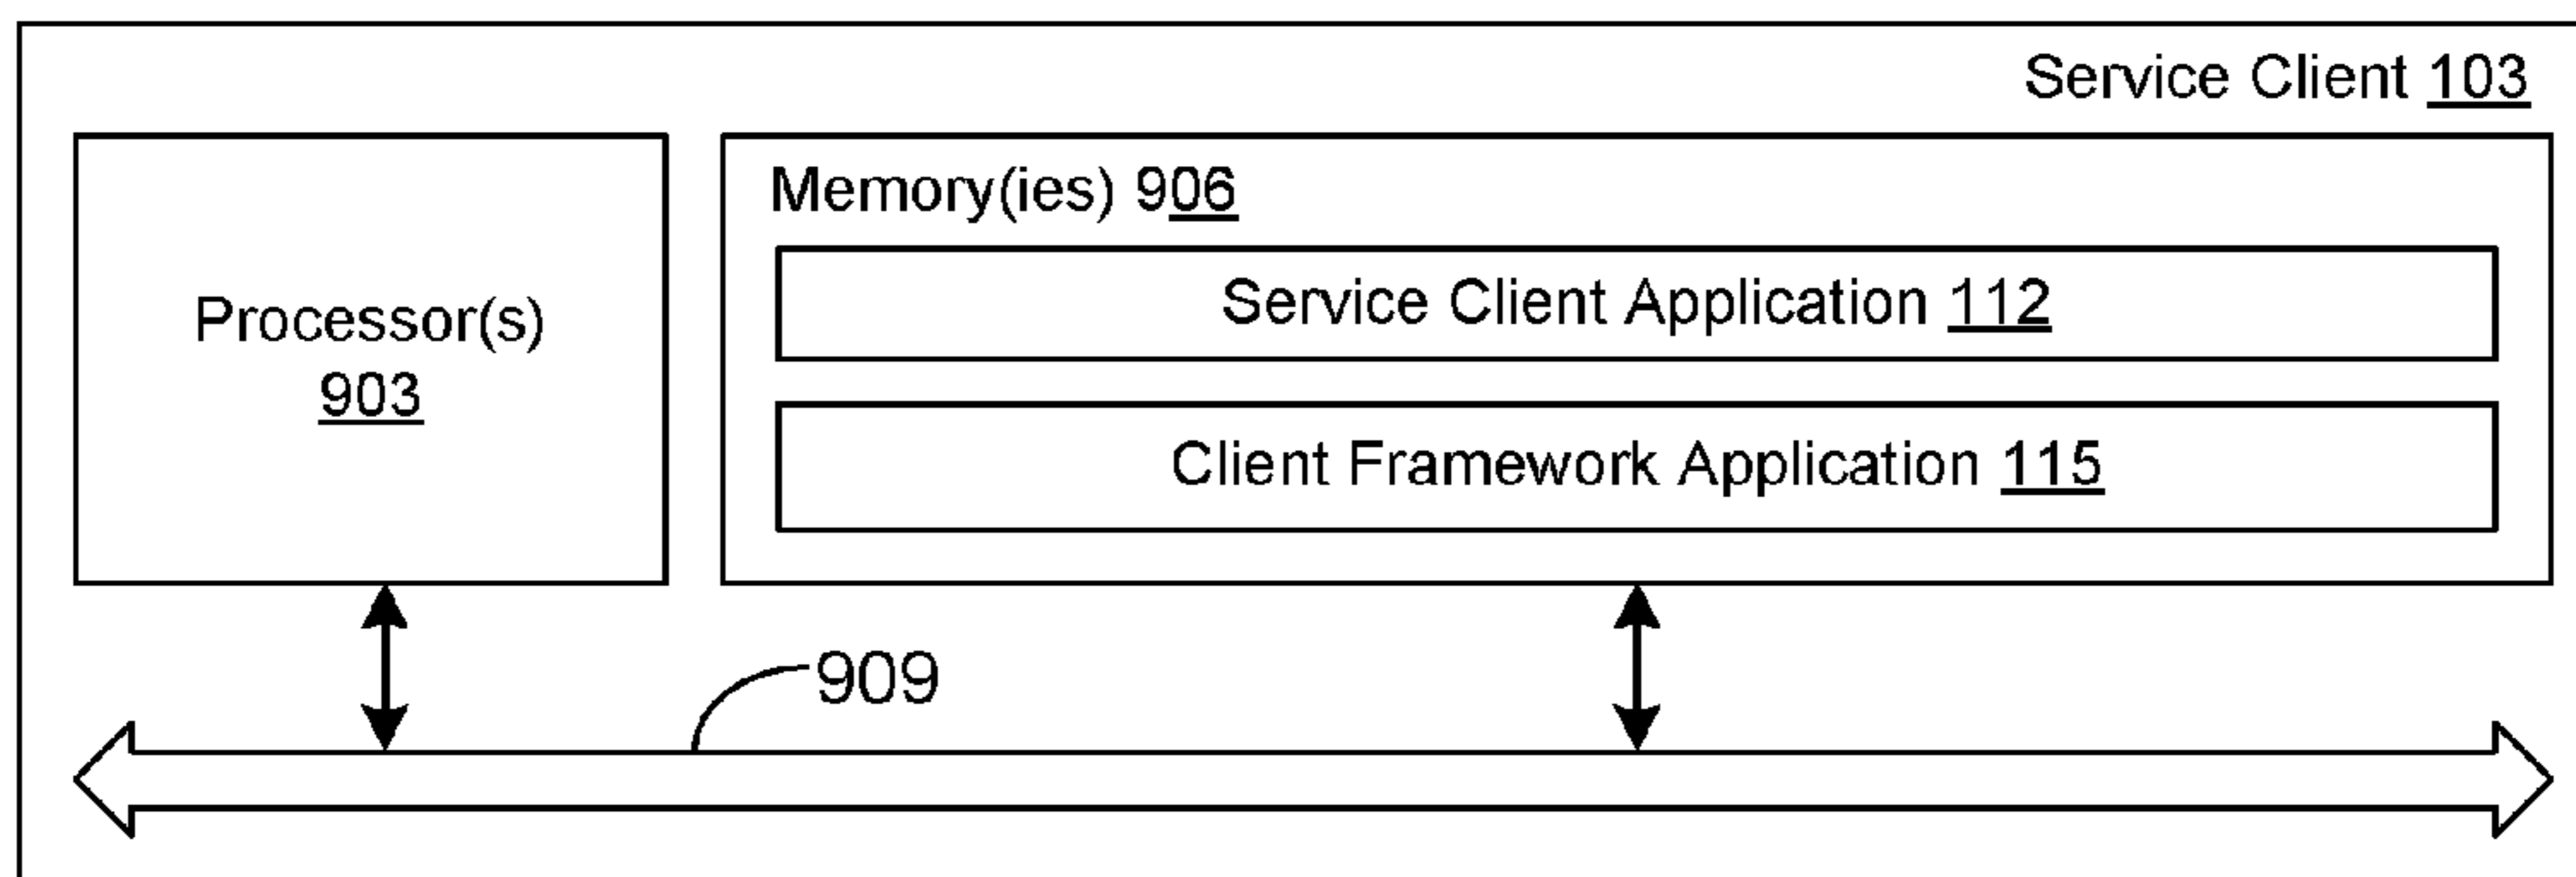 Service Client 103
Processor(s)
903
Memory(ies) 906
Service Client Application 112
Client Framework Application 115
909